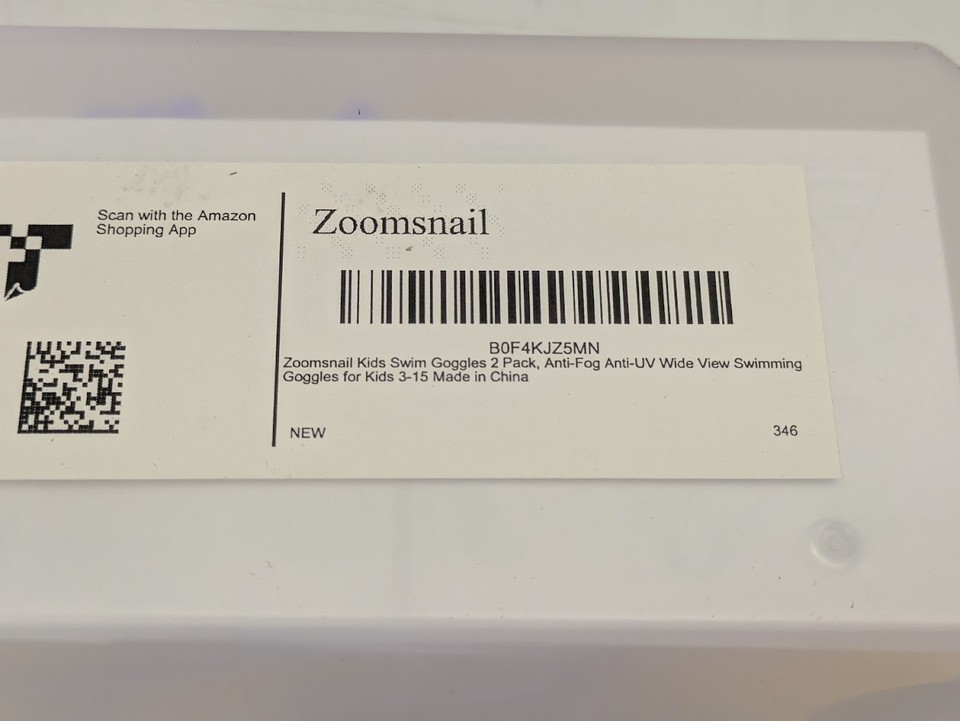 Scan with the Amazon
Shopping App
Zoomsnail
B0F4KJZ5MN
Zoomsnail Kids Swim Goggles 2 Pack, Anti-Fog Anti-UV Wide View Swimming
Goggles for Kids 3-15 Made in China
NEW
346